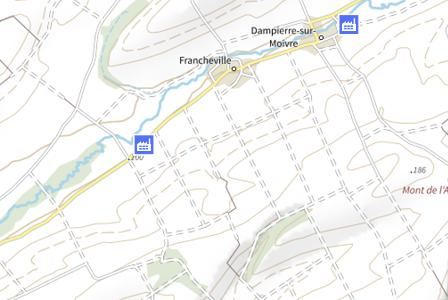 Dampierre-sur-
Moivre
Francheville
200
186
Mont de l'A